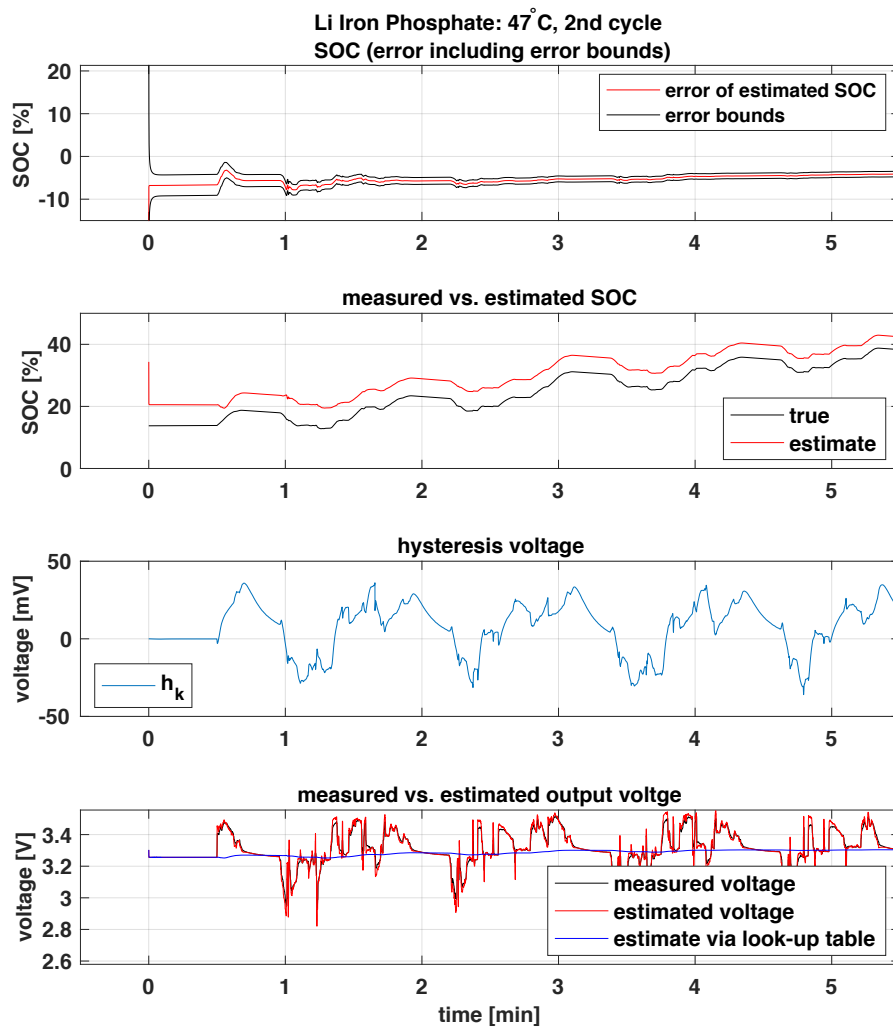 Li Iron Phosphate: 47°C, 2nd cycle
SOC (error including error bounds)
SOC [%]
20
0
-10
error of estimated SOC
error bounds
0 1 2 3 4 5
measured vs. estimated SOC
SOC [%]
40
20
0
true
estimate
0 1 2 3 4 5
hysteresis voltage
voltage [mV]
50
0
-50
h_k
0 1 2 3 4 5
measured vs. estimated output voltge
voltage [V]
3.4
3.2
3
2.8
2.6
measured voltage
estimated voltage
estimate via look-up table
0 1 2 3 4 5
time [min]